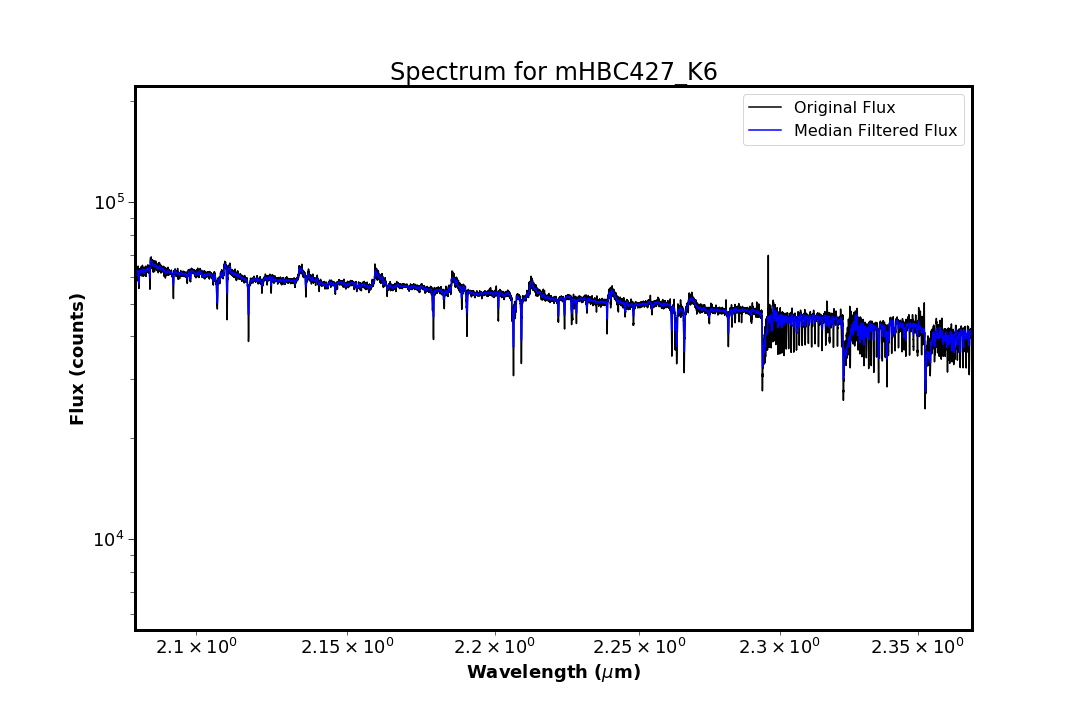 Spectrum for mHBC427_K6
Original Flux
Median Filtered Flux
10^5
10^4
Flux (counts)
2.1 × 10^0 2.15 × 10^0 2.2 × 10^0 2.25 × 10^0 2.3 × 10^0 2.35 × 10^0
Wavelength (μm)